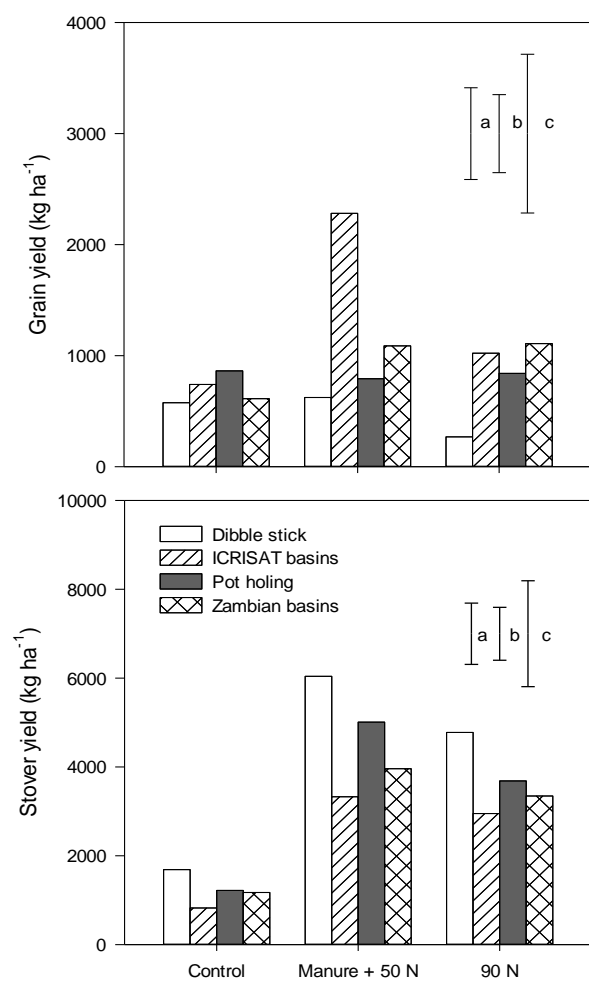 4000
3000
2000
1000
0
Grain yield (kg ha-1)
a
b
c
10000
8000
6000
4000
2000
0
Stover yield (kg ha-1)
Dibble stick
ICRISAT basins
Pot holing
Zambian basins
a
b
c
Control
Manure + 50 N
90 N